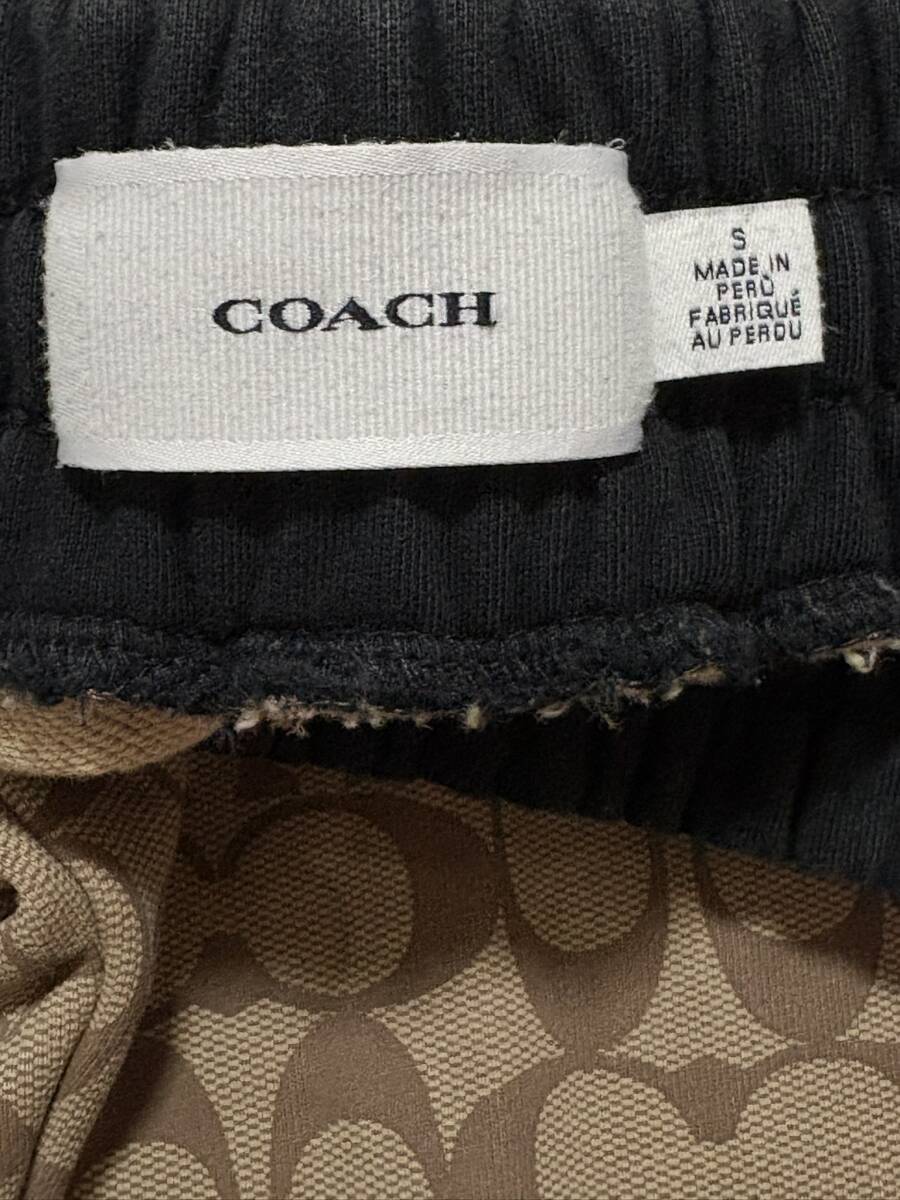 COACH
S
MADE IN
PERÚ
FABRIQUÉ
AU PEROU